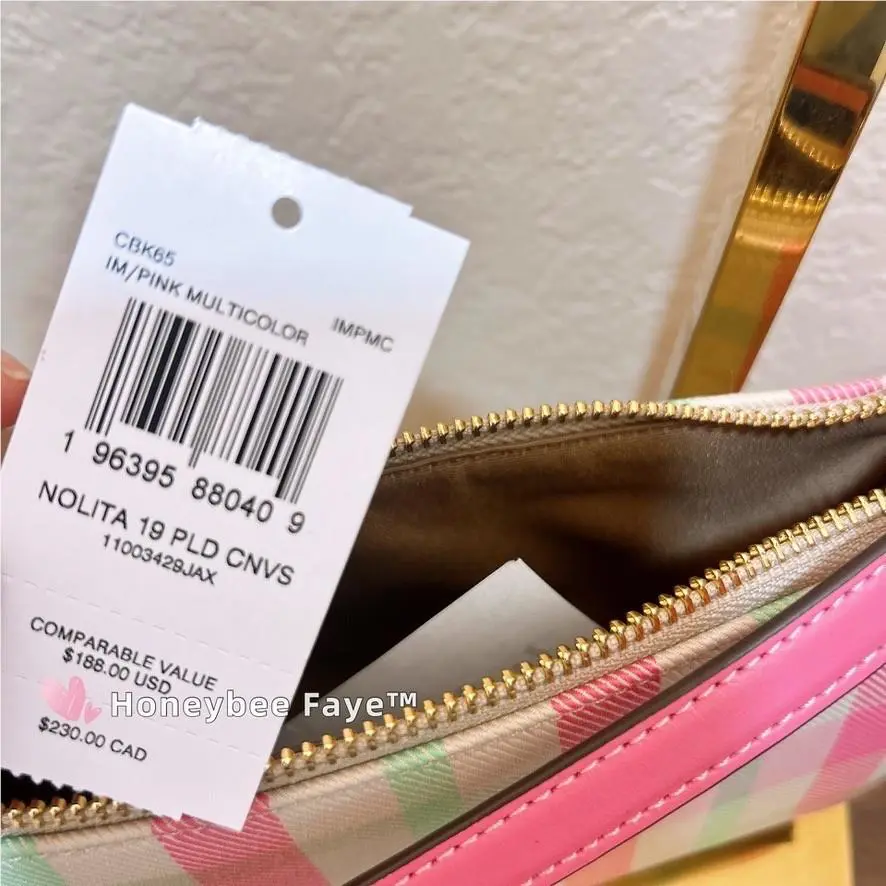 CBK65
IM/PINK MULTICOLOR IMPMC
1 96395 88040 9
NOLITA 19 PLD CNVS
11003429JAX
COMPARABLE VALUE
$188.00 USD
Honeybee Faye™
$230.00 CAD